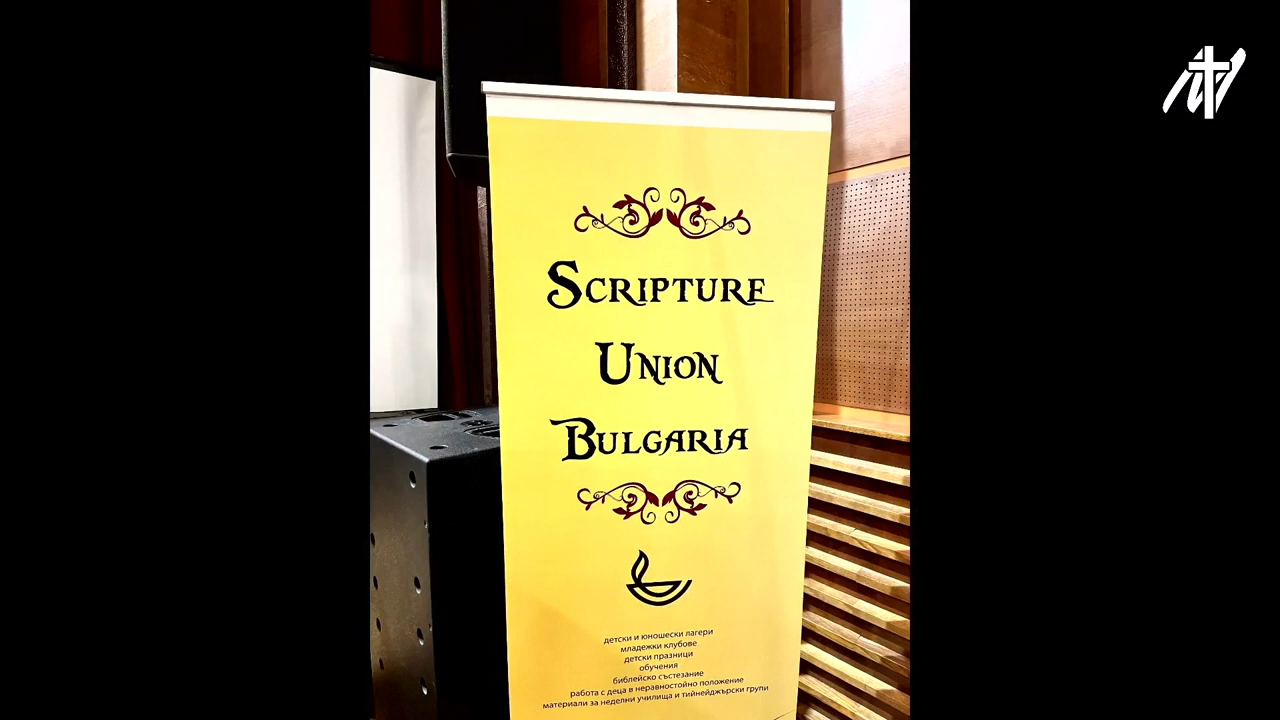 SCRIPTURE
UNION
BULGARIA
детски и юношески лагери
младежки клубове
детски празници
обучения
библейско състезание
работа с деца в неравностойно положение
материали за неделни училища и тийнейджърски групи